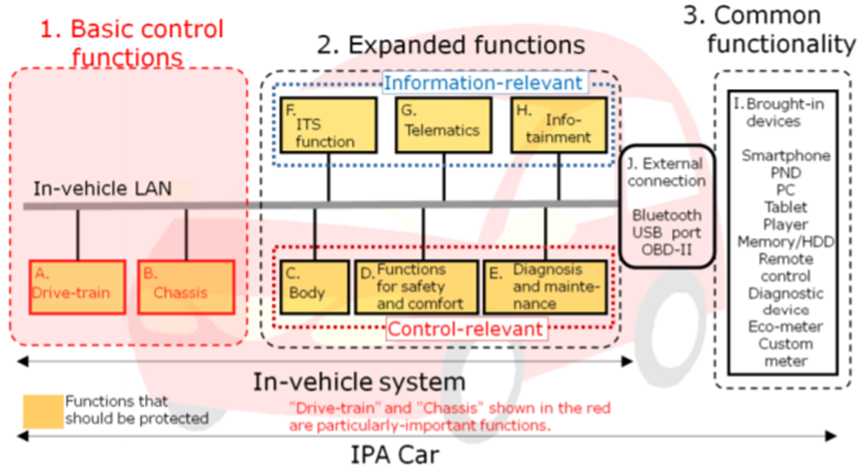 1. Basic control
functions
2. Expanded functions
3. Common
functionality
Information-relevant
F.
ITS
function
G.
Telematics
H.
Info-
tainment
In-vehicle LAN
A.
Drive-train
B.
Chassis
C.
Body
D. Functions
for safety
and comfort
E. Diagnosis
and mainte-
nance
Control-relevant
J. External
connection
Bluetooth
USB port
OBD-II
I. Brought-in
devices
Smartphone
PND
PC
Tablet
Player
Memory/HDD
Remote
control
Diagnostic
device
Eco-meter
Custom
meter
In-vehicle system
Functions that
should be protected
"Drive-train" and "Chassis" shown in the red
are particularly-important functions.
IPA Car